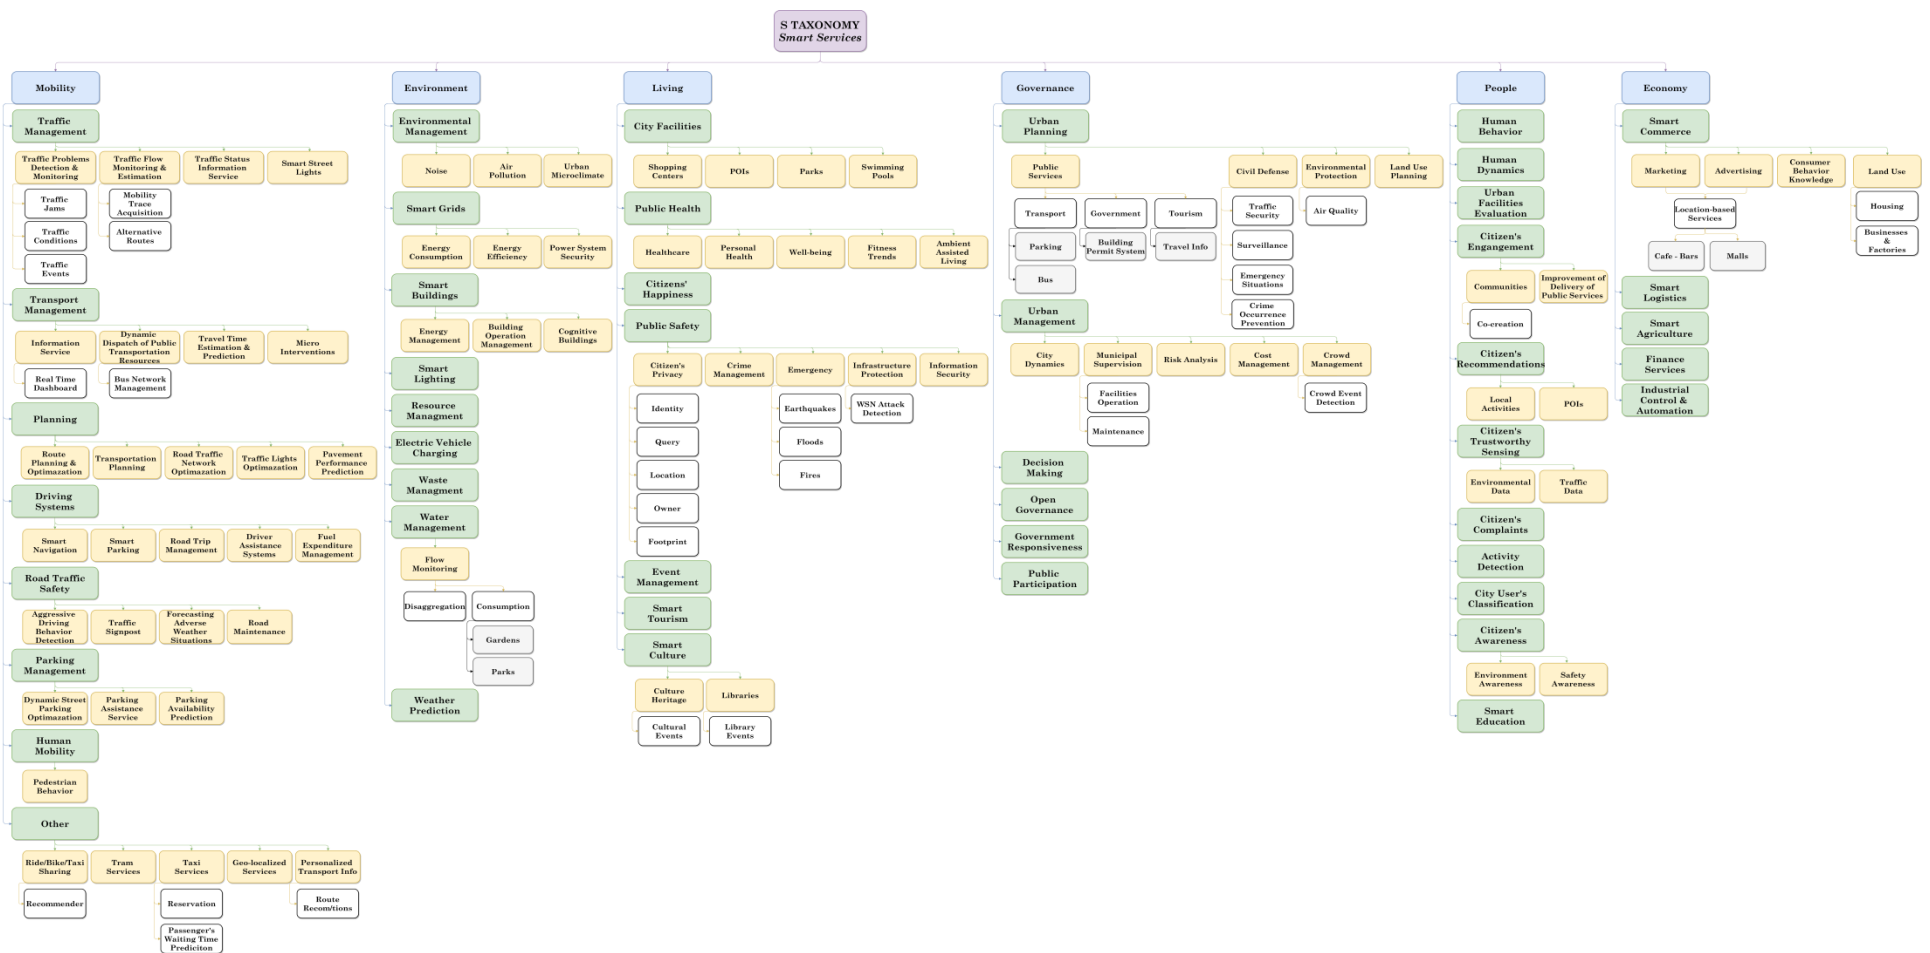 S TAXONOMY
Smart Services
Mobility
Traffic
Management
Traffic Problems
Detection &
Monitoring
Traffic Flow
Monitoring &
Estimation
Traffic Status
Information
Service
Smart Street
Lights
Traffic
Jams
Mobility
Trace
Acquisition
Traffic
Conditions
Alternative
Routes
Traffic
Events
Transport
Management
Information
Service
Dynamic
Dispatch of Public
Transportation
Resources
Travel Time
Estimation &
Prediction
Micro
Interventions
Real Time
Dashboard
Bus Network
Management
Planning
Route
Planning &
Optimazation
Transportation
Planning
Road Traffic
Network
Optimazation
Traffic Lights
Optimazation
Pavement
Performance
Prediction
Driving
Systems
Smart
Navigation
Smart
Parking
Road Trip
Management
Driver
Assistance
Systems
Fuel
Expenditure
Management
Road Traffic
Safety
Aggressive
Driving
Behavior
Detection
Traffic
Signpost
Forecasting
Adverse
Weather
Situations
Road
Maintenance
Parking
Management
Dynamic Street
Parking
Optimazation
Parking
Assistance
Service
Parking
Availability
Prediction
Human
Mobility
Pedestrian
Behavior
Other
Ride/Bike/Taxi
Sharing
Tram
Services
Taxi
Services
Geo-localized
Services
Personalized
Transport Info
Recommender
Reservation
Route
Recom/tions
Passenger's
Waiting Time
Prediciton
Environment
Environmental
Management
Noise
Air
Pollution
Urban
Microclimate
Smart Grids
Energy
Consumption
Energy
Efficiency
Power System
Security
Smart
Buildings
Energy
Management
Building
Operation
Management
Cognitive
Buildings
Smart
Lighting
Resource
Managment
Electric Vehicle
Charging
Waste
Managment
Water
Management
Flow
Monitoring
Disaggregation
Consumption
Gardens
Parks
Weather
Prediction
Living
City Facilities
Shopping
Centers
POIs
Parks
Swimming
Pools
Public Health
Healthcare
Personal
Health
Well-being
Fitness
Trends
Ambient
Assisted
Living
Citizens'
Happiness
Public Safety
Citizen's
Privacy
Crime
Management
Emergency
Infrastructure
Protection
Information
Security
Identity
Earthquakes
WSN Attack
Detection
Query
Floods
Location
Fires
Owner
Footprint
Event
Management
Smart
Tourism
Smart
Culture
Culture
Heritage
Libraries
Cultural
Events
Library
Events
Governance
Urban
Planning
Public
Services
Civil Defense
Environmental
Protection
Land Use
Planning
Transport
Government
Tourism
Traffic
Security
Air Quality
Parking
Building
Permit System
Travel Info
Surveillance
Bus
Emergency
Situations
Crime
Occurrence
Prevention
Urban
Management
City
Dynamics
Municipal
Supervision
Risk Analysis
Cost
Management
Crowd
Management
Facilities
Operation
Crowd Event
Detection
Maintenance
Decision
Making
Open
Governance
Government
Responsiveness
Public
Participation
People
Human
Behavior
Human
Dynamics
Urban
Facilities
Evaluation
Citizen's
Engangement
Communities
Improvement of
Delivery of
Public Services
Co-creation
Citizen's
Recommendations
Local
Activities
POIs
Citizen's
Trustworthy
Sensing
Environmental
Data
Traffic
Data
Citizen's
Complaints
Activity
Detection
City User's
Classification
Citizen's
Awareness
Environment
Awareness
Safety
Awareness
Smart
Education
Economy
Smart
Commerce
Marketing
Advertising
Consumer
Behavior
Knowledge
Land Use
Location-based
Services
Housing
Cafe - Bars
Malls
Businesses
&
Factories
Smart
Logistics
Smart
Agriculture
Finance
Services
Industrial
Control &
Automation